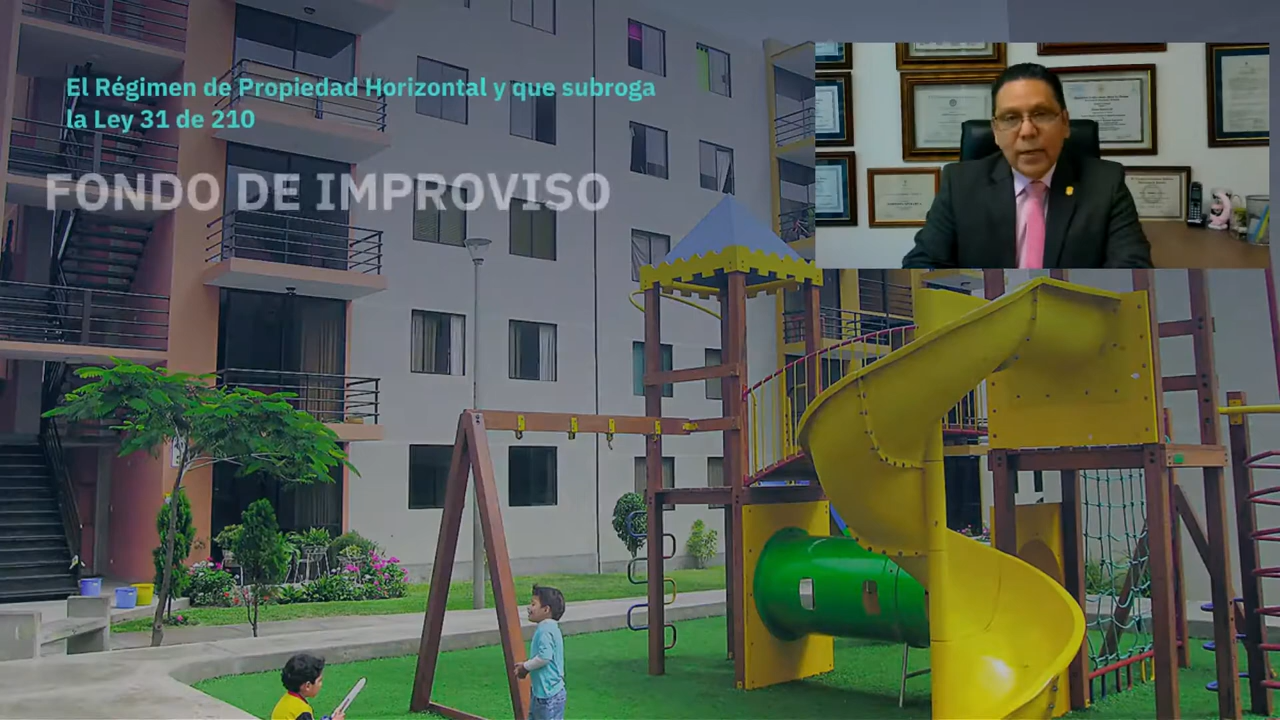 El Régimen de Propiedad Horizontal y que subroga
la Ley 31 de 210
FONDO DE IMPROVISO